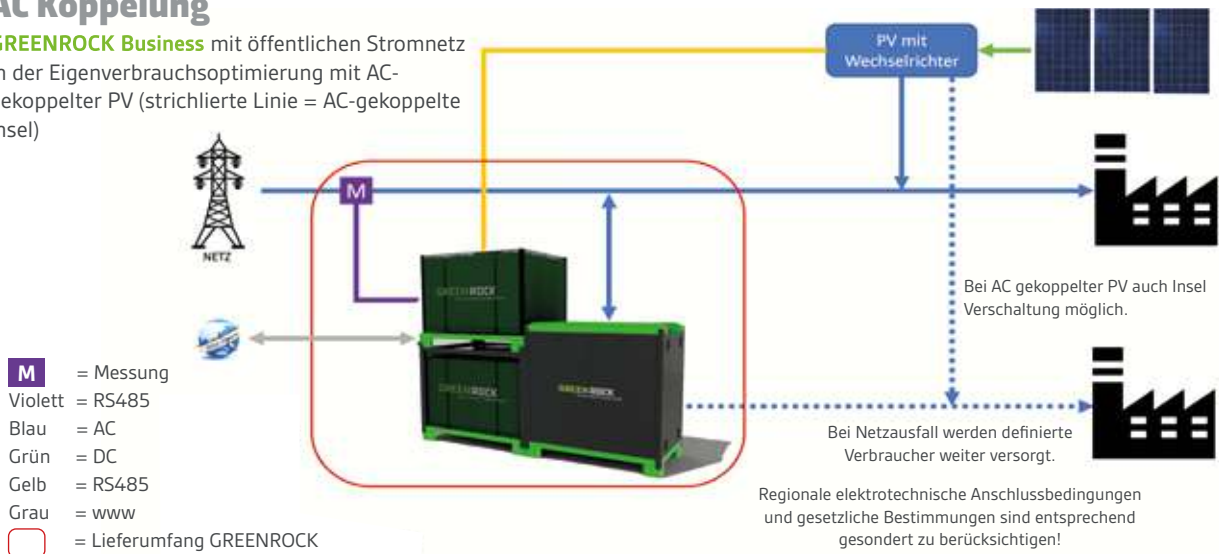 AC Koppelung
GREENROCK Business mit öffentlichen Stromnetz
n der Eigenverbrauchsoptimierung mit AC-
gekoppelter PV (strichlierte Linie = AC-gekoppelte
nsel)
PV mit
Wechselrichter
M
NETZ
GREENROCK
GREENROCK
GREENROCK
Bei AC gekoppelter PV auch Insel
Verschaltung möglich.
M = Messung
Violett = RS485
Blau = AC
Grün = DC
Gelb = RS485
Grau = www
= Lieferumfang GREENROCK
Bei Netzausfall werden definierte
Verbraucher weiter versorgt.
Regionale elektrotechnische Anschlussbedingungen
und gesetzliche Bestimmungen sind entsprechend
gesondert zu berücksichtigen!